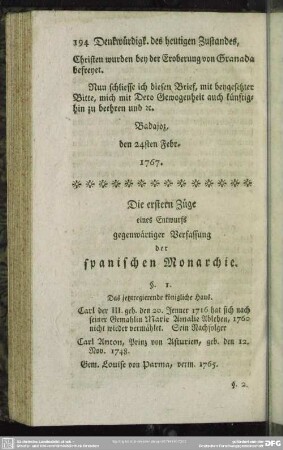 194 Denkwürdigk. des heutigen Zustandes,
Christen wurden bey der Eroberung von Granada
befreyet.
Nun schliesse ich diesen Brief, mit beygesetzter
Bitte, mich mit Dero Gewogenheit auch künftig-
hin zu beehren und ꝛc.
Badajoz,
den 24sten Febr.
1767.
Die erstern Züge
eines Entwurfs
gegenwärtiger Verfassung
der
spanischen Monarchie.
§. 1.
Das jetztregierende königliche Haus.
Carl der III. geb. den 20. Jenner 1716 hat sich nach
seiner Gemahlin Marie Amalie Ableben, 1760
nicht wieder vermählet. Sein Nachfolger
Carl Anton, Prinz von Asturien, geb. den 12.
Nov. 1748.
Gem. Louise von Parma, verm. 1765.
§. 2.